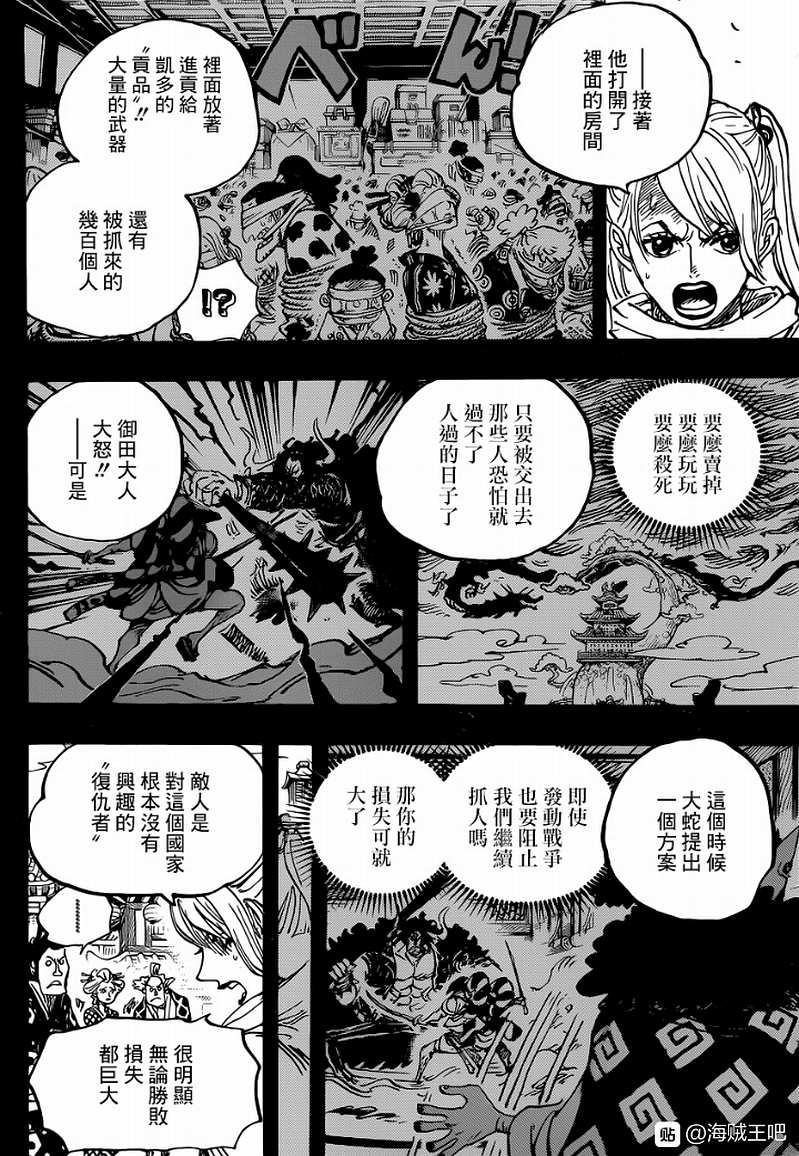 ——接著
他打開了
裡面的房間
べん!!
裡面放著
進貢給
凱多的
“貢品”!!
大量的武器
還有
被抓來的
幾百個人
!?
要麼賣掉
要麼玩玩
要麼殺死
只要被交出去
那些人恐怕就
過不了
人過的日子了
御田大人
大怒!!
——可是
這個時候
大蛇提出
一個方案
即使
發動戰爭
也要阻止
我們繼續
抓人嗎
那你的
損失可就
大了
敵人是
對這個國家
根本沒有
興趣的
“復仇者”
………
很明顯
無論勝敗
損失
都巨大
貼 @海贼王吧